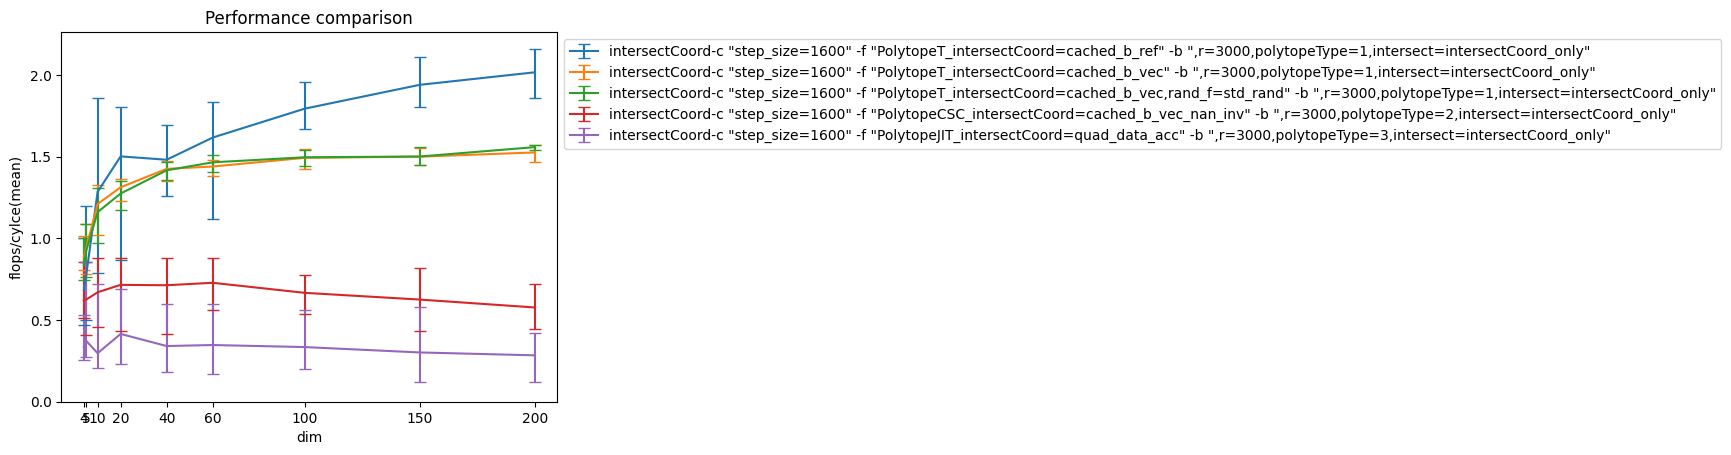 Performance comparison
flops/cylce(mean)
2.0
1.5
1.0
0.5
0.0
4 5 10 20 40 60 100 150 200
dim
intersectCoord-c "step_size=1600" -f "PolytopeT_intersectCoord=cached_b_ref" -b ",r=3000,polytopeType=1,intersect=intersectCoord_only"
intersectCoord-c "step_size=1600" -f "PolytopeT_intersectCoord=cached_b_vec" -b ",r=3000,polytopeType=1,intersect=intersectCoord_only"
intersectCoord-c "step_size=1600" -f "PolytopeT_intersectCoord=cached_b_vec,rand_f=std_rand" -b ",r=3000,polytopeType=1,intersect=intersectCoord_only"
intersectCoord-c "step_size=1600" -f "PolytopeCSC_intersectCoord=cached_b_vec_nan_inv" -b ",r=3000,polytopeType=2,intersect=intersectCoord_only"
intersectCoord-c "step_size=1600" -f "PolytopeJIT_intersectCoord=quad_data_acc" -b ",r=3000,polytopeType=3,intersect=intersectCoord_only"